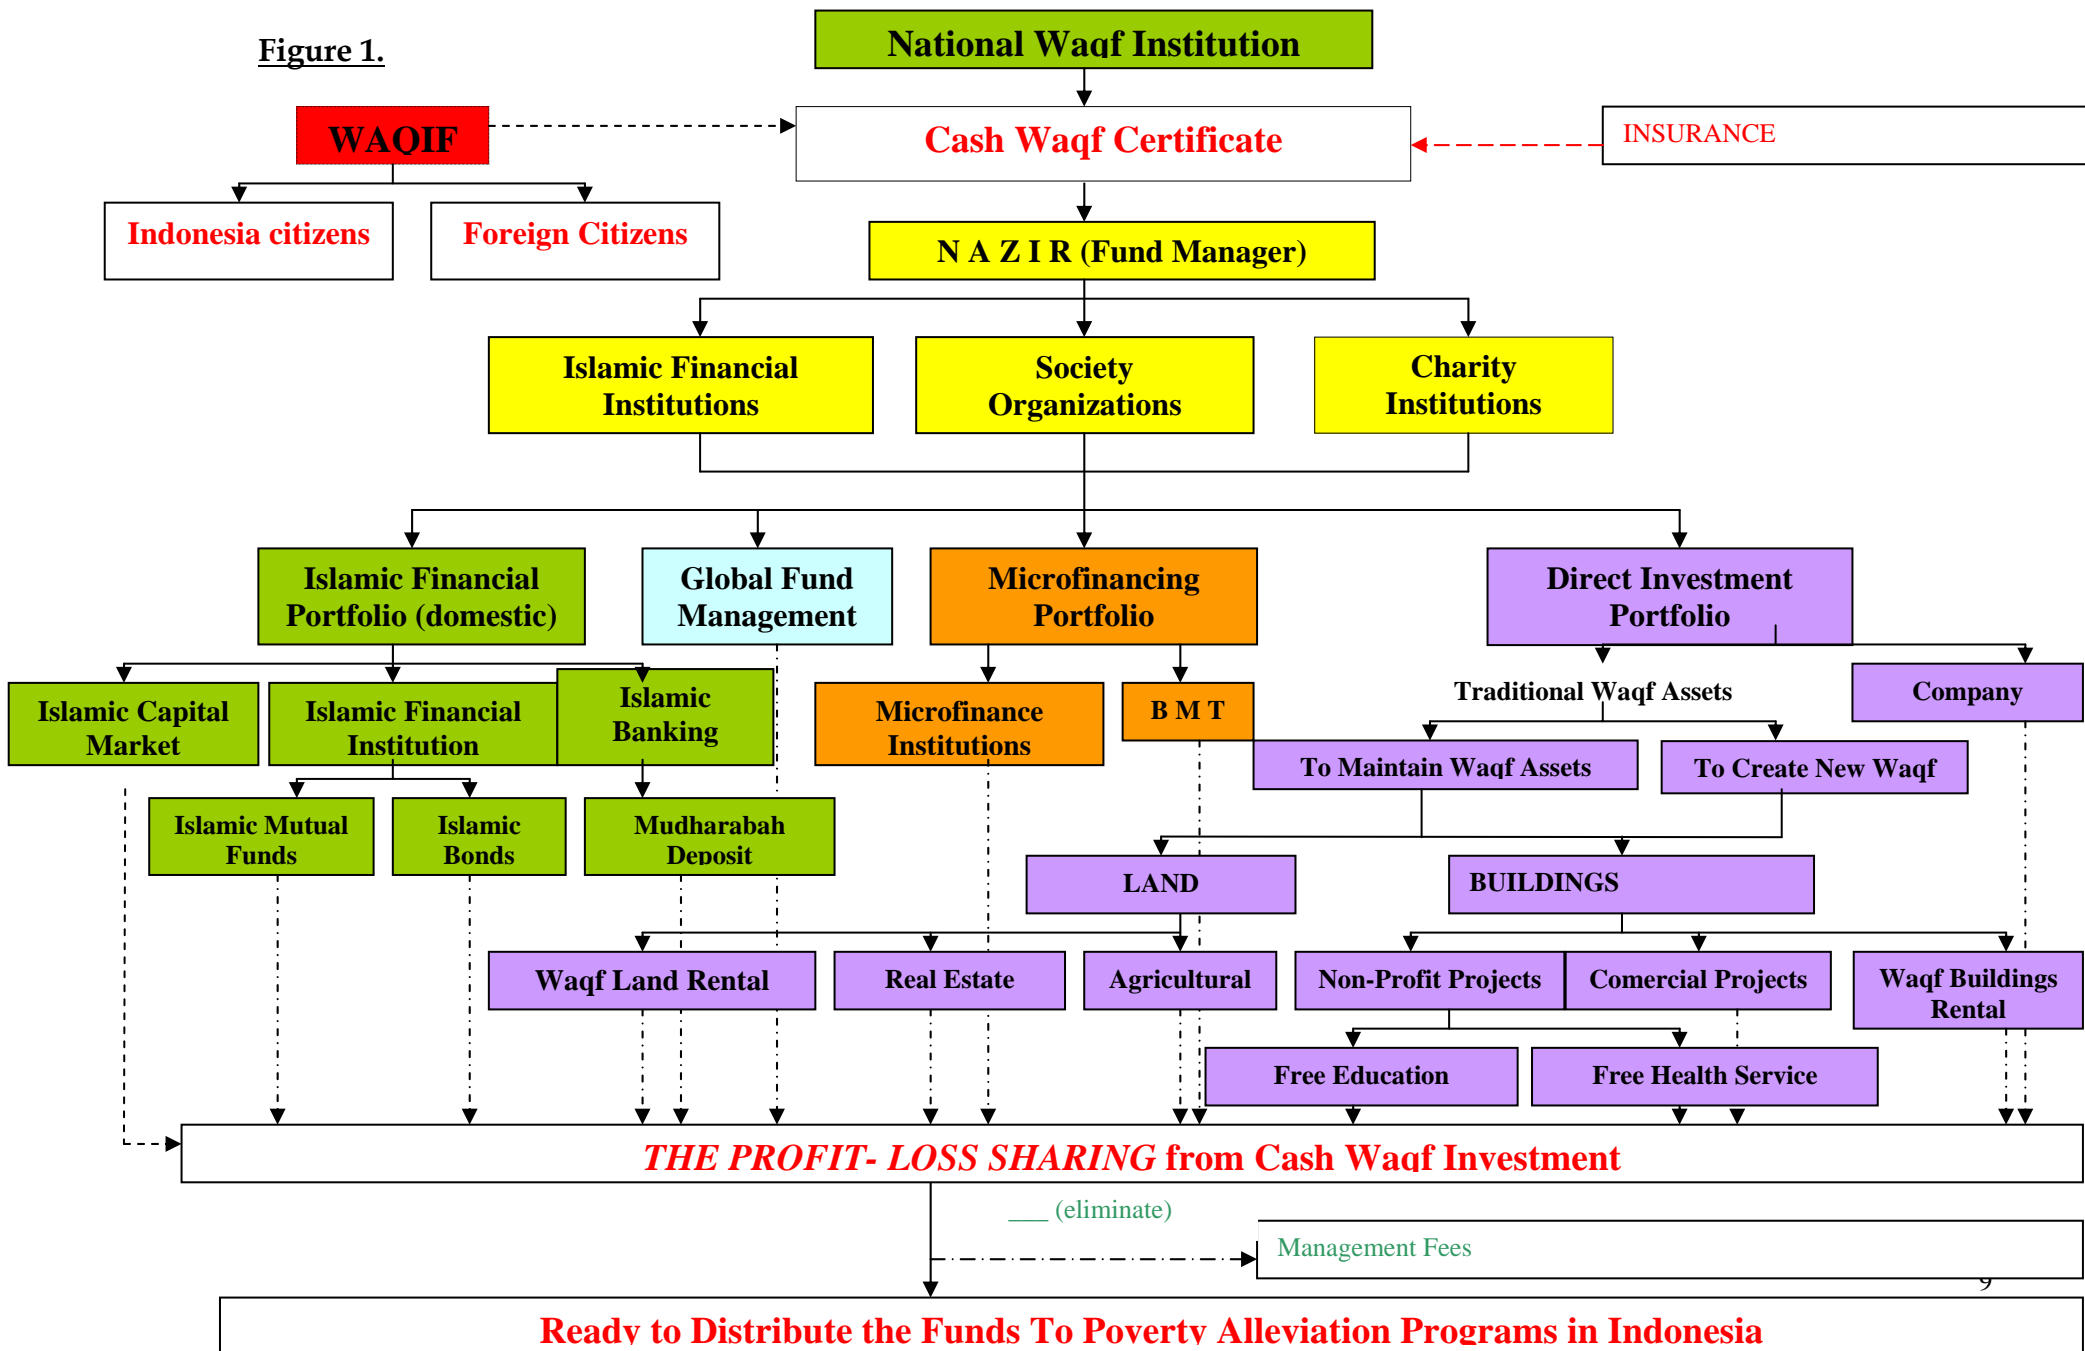 Figure 1.
National Waqf Institution
WAQIF
Cash Waqf Certificate
INSURANCE
Indonesia citizens
Foreign Citizens
N A Z I R (Fund Manager)
Islamic Financial
Institutions
Society
Organizations
Charity
Institutions
Islamic Financial
Portfolio (domestic)
Global Fund
Management
Microfinancing
Portfolio
Direct Investment
Portfolio
Islamic Capital
Market
Islamic Financial
Institution
Islamic
Banking
Microfinance
Institutions
B M T
Traditional Waqf Assets
Company
To Maintain Waqf Assets
To Create New Waqf
Islamic Mutual
Funds
Islamic
Bonds
Mudharabah
Deposit
LAND
BUILDINGS
Waqf Land Rental
Real Estate
Agricultural
Non-Profit Projects
Comercial Projects
Waqf Buildings
Rental
Free Education
Free Health Service
THE PROFIT- LOSS SHARING from Cash Waqf Investment
___ (eliminate)
Management Fees
9
Ready to Distribute the Funds To Poverty Alleviation Programs in Indonesia